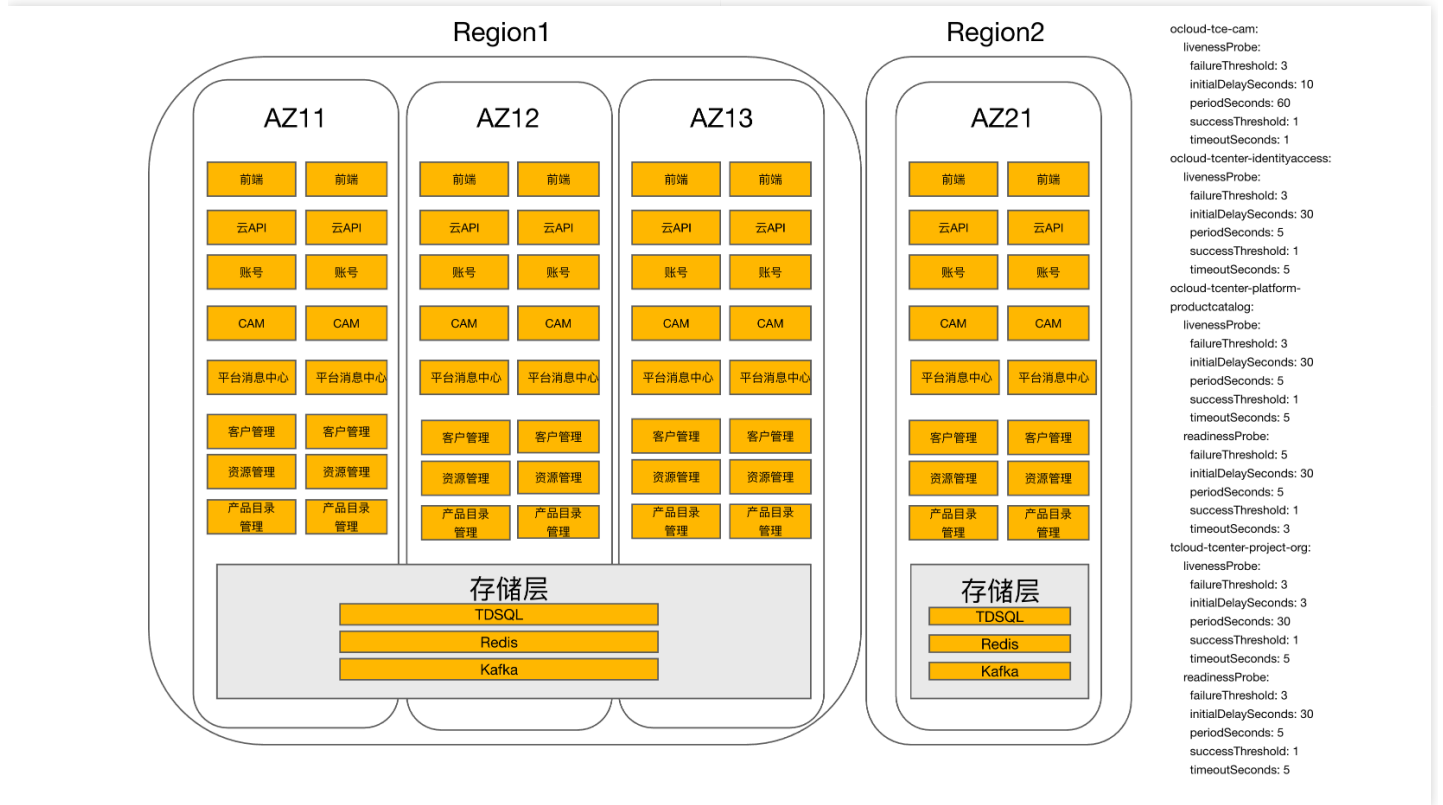 Region1
AZ11
前端
前端
云API
云API
账号
账号
CAM
CAM
平台消息中心
平台消息中心
客户管理
客户管理
资源管理
资源管理
产品目录
管理
产品目录
管理
AZ12
前端
前端
云API
云API
账号
账号
CAM
CAM
平台消息中心
平台消息中心
客户管理
客户管理
资源管理
资源管理
产品目录
管理
产品目录
管理
AZ13
前端
前端
云API
云API
账号
账号
CAM
CAM
平台消息中心
平台消息中心
客户管理
客户管理
资源管理
资源管理
产品目录
管理
产品目录
管理
存储层
TDSQL
Redis
Kafka
Region2
AZ21
前端
前端
云API
云API
账号
账号
CAM
CAM
平台消息中心
平台消息中心
客户管理
客户管理
资源管理
资源管理
产品目录
管理
产品目录
管理
存储层
TDSQL
Redis
Kafka
ocloud-tce-cam:
livenessProbe:
failureThreshold: 3
initialDelaySeconds: 10
periodSeconds: 60
successThreshold: 1
timeoutSeconds: 1
ocloud-tcenter-identityaccess:
livenessProbe:
failureThreshold: 3
initialDelaySeconds: 30
periodSeconds: 5
successThreshold: 1
timeoutSeconds: 5
ocloud-tcenter-platform-
productcatalog:
livenessProbe:
failureThreshold: 3
initialDelaySeconds: 30
periodSeconds: 5
successThreshold: 1
timeoutSeconds: 5
readinessProbe:
failureThreshold: 5
initialDelaySeconds: 30
periodSeconds: 5
successThreshold: 1
timeoutSeconds: 3
tcloud-tcenter-project-org:
livenessProbe:
failureThreshold: 3
initialDelaySeconds: 3
periodSeconds: 30
successThreshold: 1
timeoutSeconds: 5
readinessProbe:
failureThreshold: 3
initialDelaySeconds: 30
periodSeconds: 5
successThreshold: 1
timeoutSeconds: 5